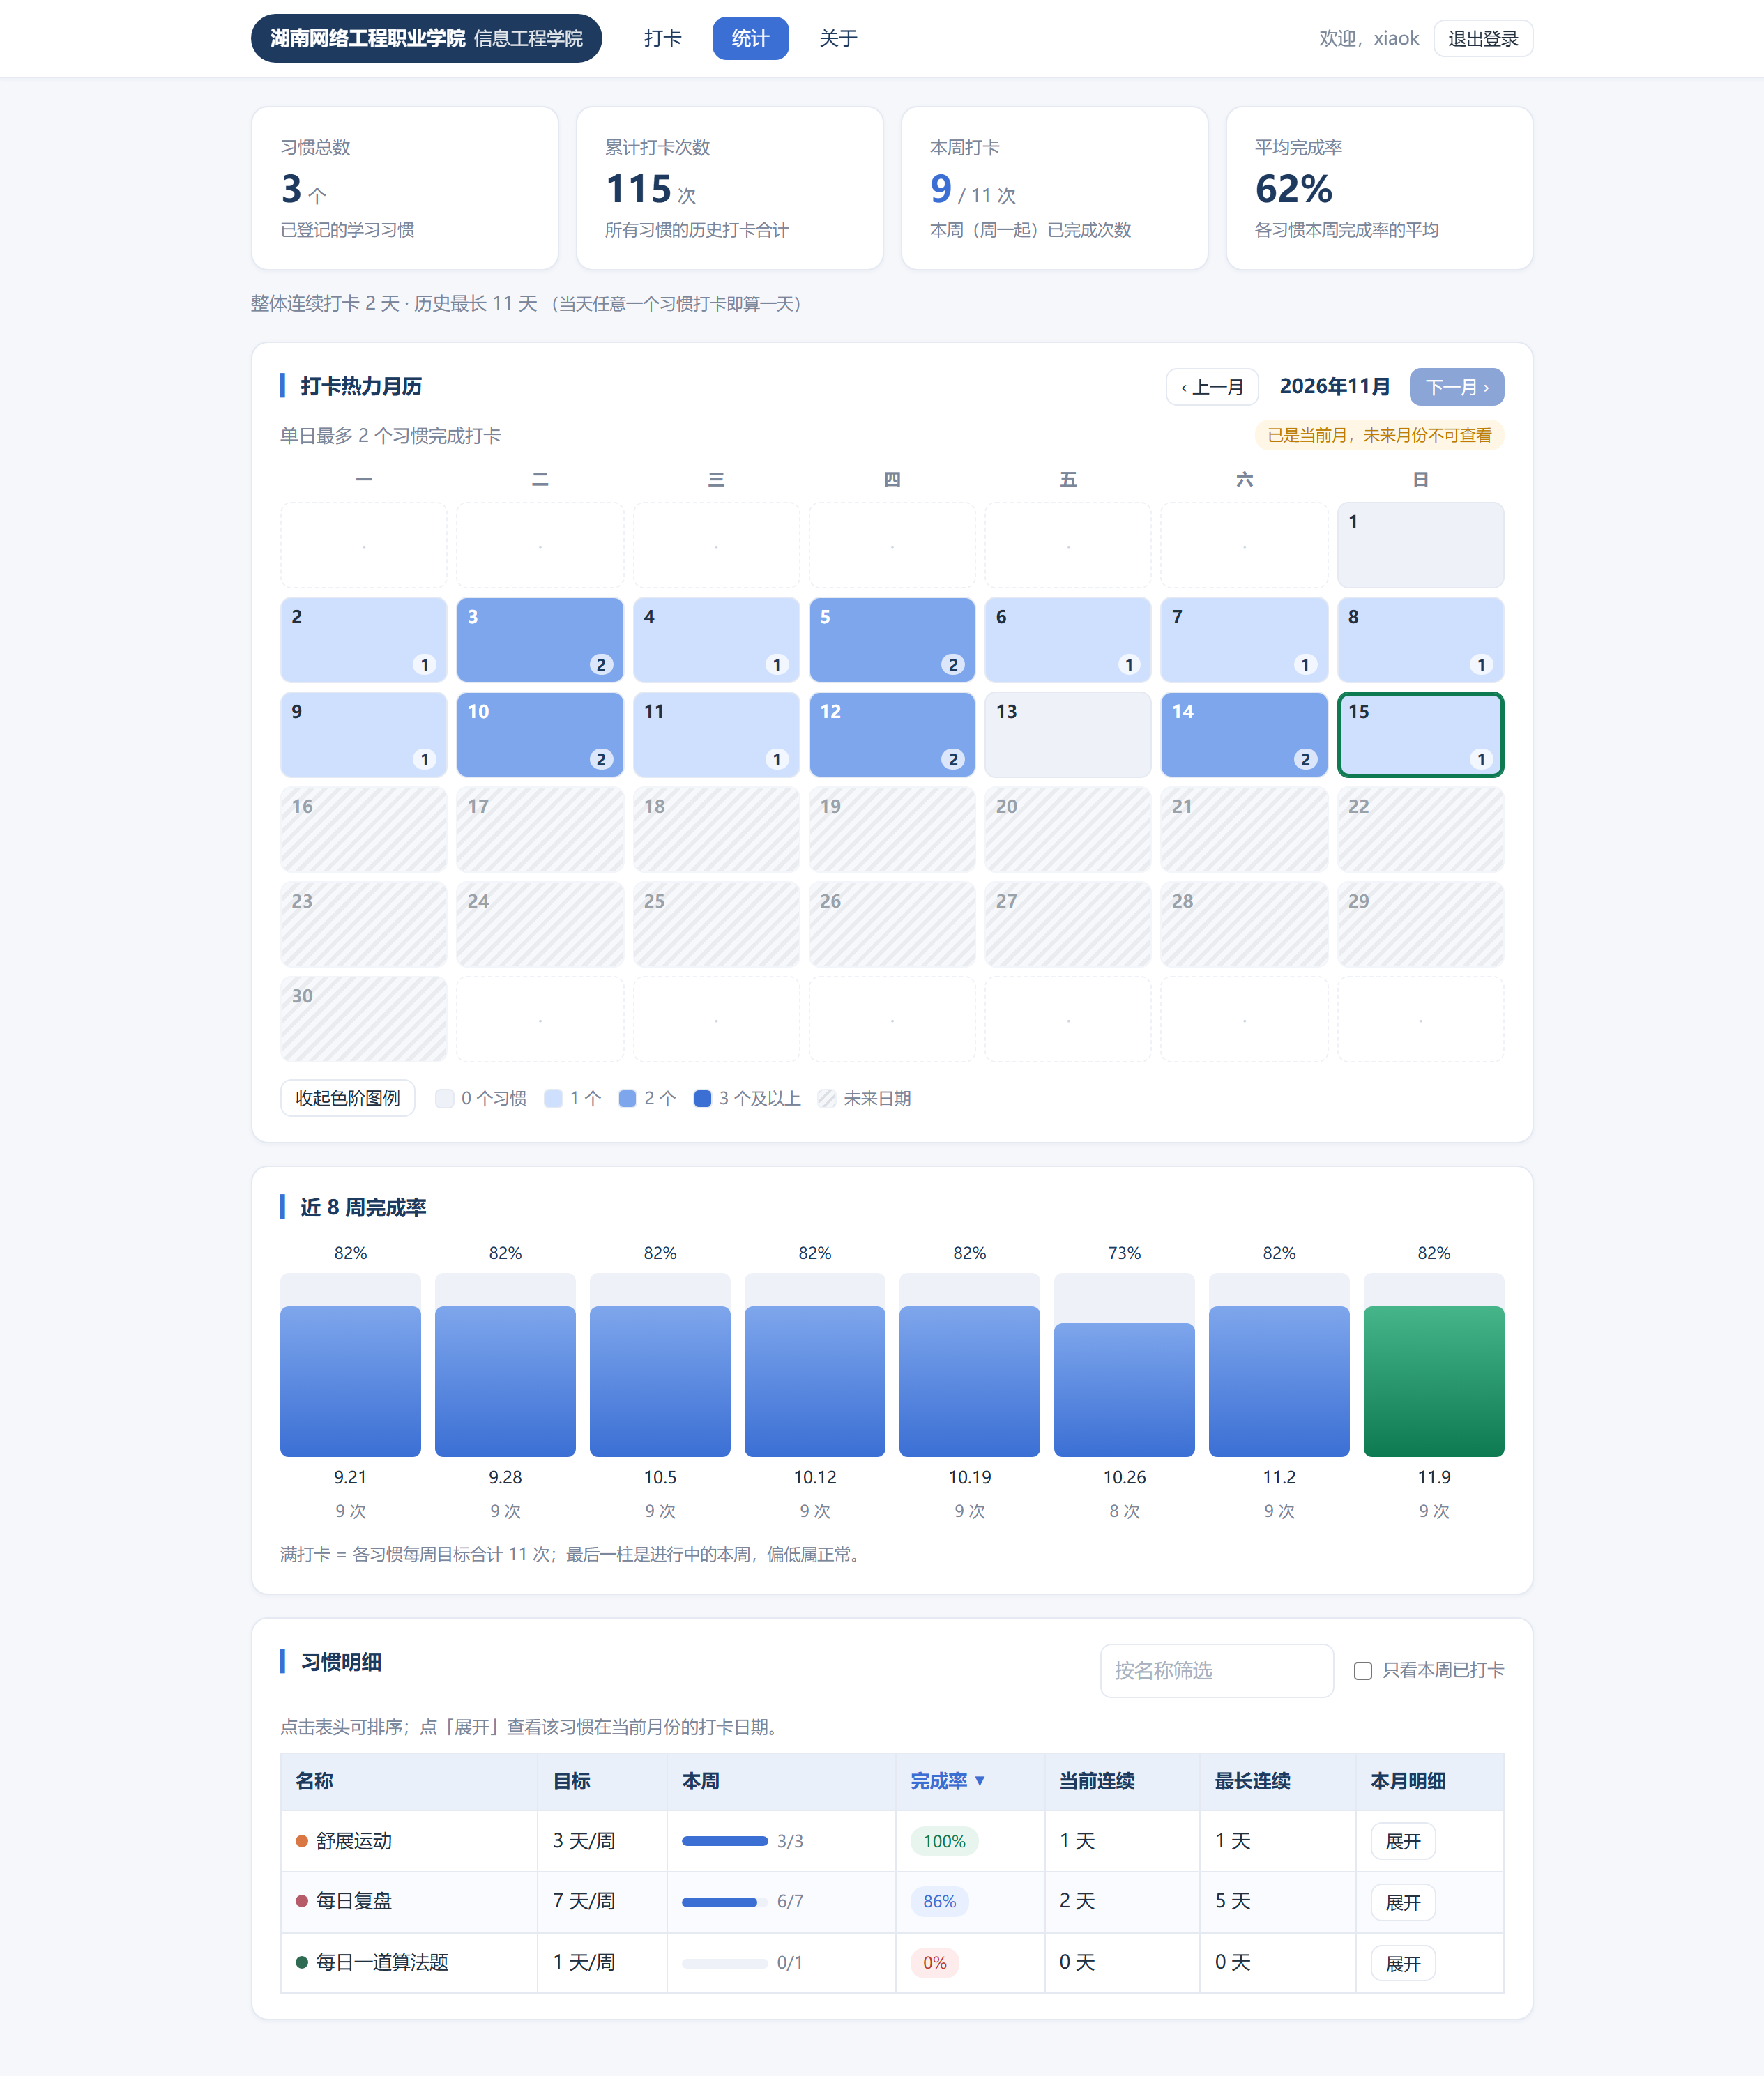 湖南网络工程职业学院 信息工程学院 打卡 统计 关于 欢迎，xiaok 退出登录
习惯总数
3 个
已登记的学习习惯
累计打卡次数
115 次
所有习惯的历史打卡合计
本周打卡
9 / 11 次
本周（周一起）已完成次数
平均完成率
62%
各习惯本周完成率的平均
整体连续打卡 2 天 · 历史最长 11 天 （当天任意一个习惯打卡即算一天）
打卡热力月历 ‹ 上一月 2026年11月 下一月 ›
单日最多 2 个习惯完成打卡 已是当前月，未来月份不可查看
一 二 三 四 五 六 日
· · · · · · 1
2 3 4 5 6 7 8
1 2 1 2 1 1 1
9 10 11 12 13 14 15
1 2 1 2 2 1
16 17 18 19 20 21 22
23 24 25 26 27 28 29
30 · · · · · ·
收起色阶图例 0 个习惯 1 个 2 个 3 个及以上 未来日期
近 8 周完成率
82% 82% 82% 82% 82% 73% 82% 82%
9.21 9.28 10.5 10.12 10.19 10.26 11.2 11.9
9 次 9 次 9 次 9 次 9 次 8 次 9 次 9 次
满打卡 = 各习惯每周目标合计 11 次；最后一柱是进行中的本周，偏低属正常。
习惯明细 按名称筛选 只看本周已打卡
点击表头可排序；点「展开」查看该习惯在当前月份的打卡日期。
名称 目标 本周 完成率 ▼ 当前连续 最长连续 本月明细
舒展运动 3 天/周 3/3 100% 1 天 1 天 展开
每日复盘 7 天/周 6/7 86% 2 天 5 天 展开
每日一道算法题 1 天/周 0/1 0% 0 天 0 天 展开